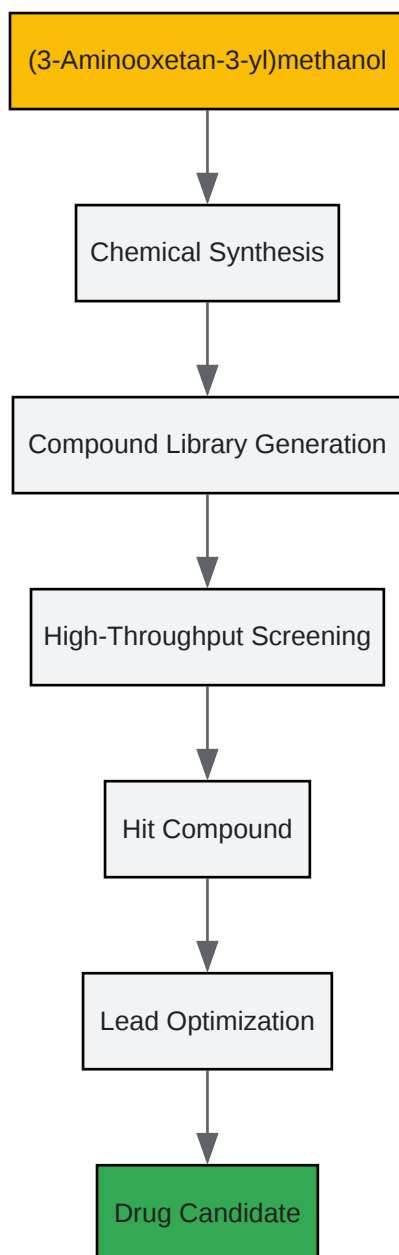 (3-Aminooxetan-3-yl)methanol
Chemical Synthesis
Compound Library Generation
High-Throughput Screening
Hit Compound
Lead Optimization
Drug Candidate